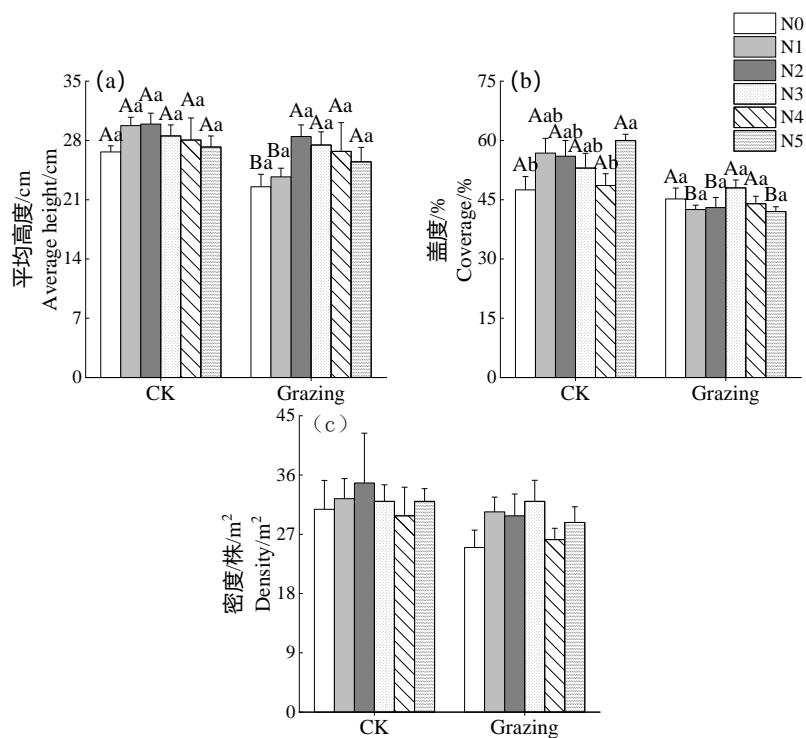 N0
N1
N2
N3
N4
N5
(a)
35
28
21
14
7
0
平均高度/cm
Average height/cm
Aa
Aa
Aa
Aa
Aa
Aa
Ba
Ba
Aa
Aa
Aa
Aa
CK
Grazing
(b)
75
60
45
30
15
0
盖度/%
Coverage/%
Ab
Aab
Aab
Aab
Ab
Aa
Aa
Ba
Ba
Aa
Aa
Ba
CK
Grazing
(c)
45
36
27
18
9
0
密度/株/m²
Density/m²
CK
Grazing